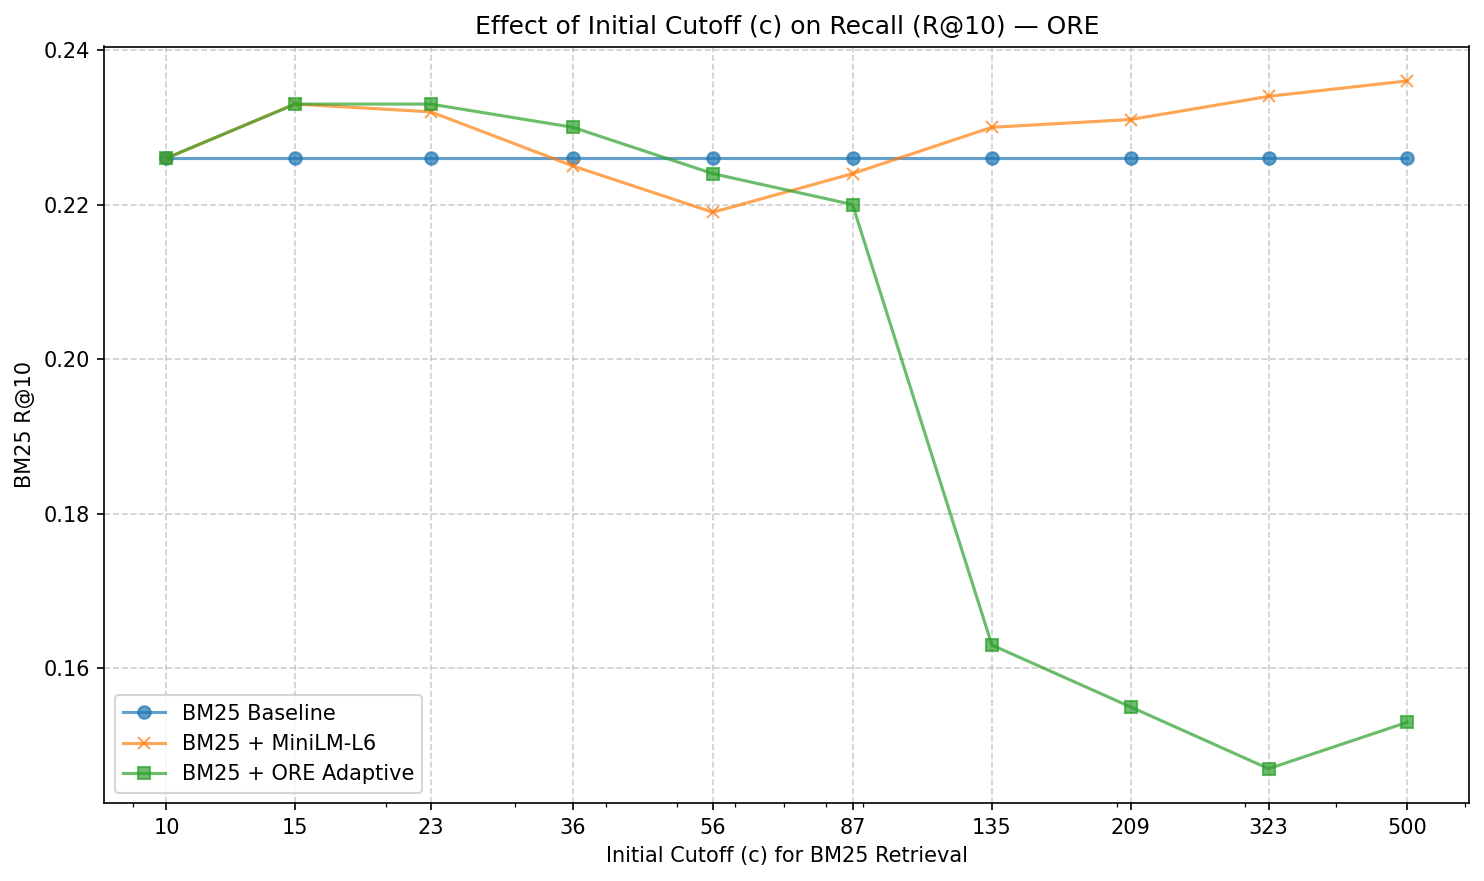 Effect of Initial Cutoff (c) on Recall (R@10) — ORE
0.24
0.22
0.20
0.18
0.16
BM25 R@10
BM25 Baseline
BM25 + MiniLM-L6
BM25 + ORE Adaptive
10 15 23 36 56 87 135 209 323 500
Initial Cutoff (c) for BM25 Retrieval